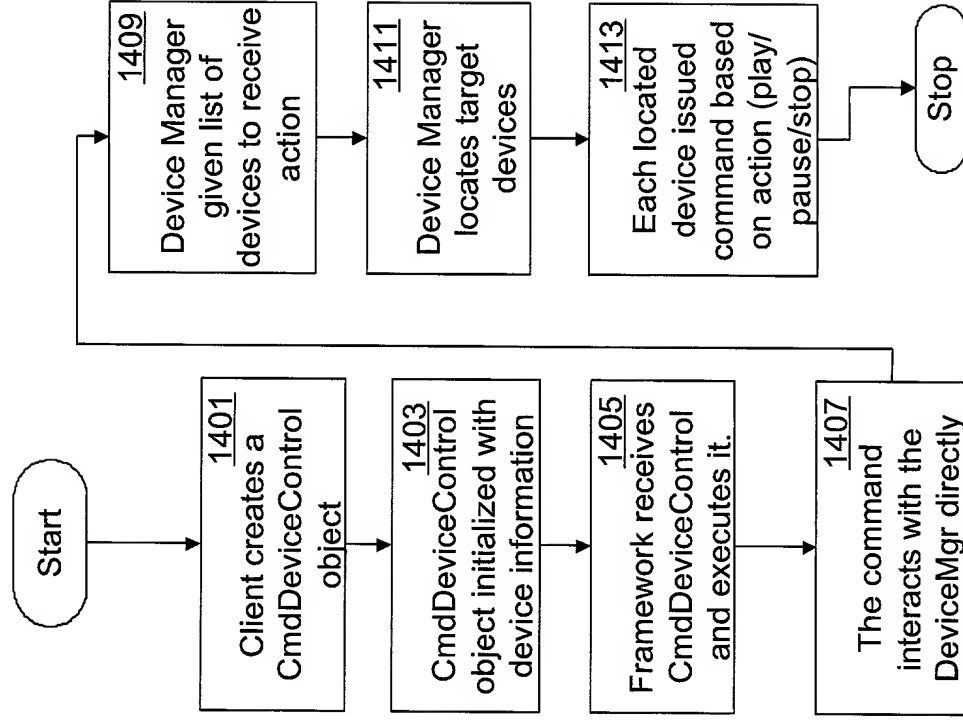 Start
1401
Client creates a
CmdDeviceControl
object
1403
CmdDeviceControl
object initialized with
device information
1405
Framework receives
CmdDeviceControl
and executes it.
1407
The command
interacts with the
DeviceMgr directly
1409
Device Manager
given list of
devices to receive
action
1411
Device Manager
locates target
devices
1413
Each located
device issued
command based
on action (play/
pause/stop)
Stop